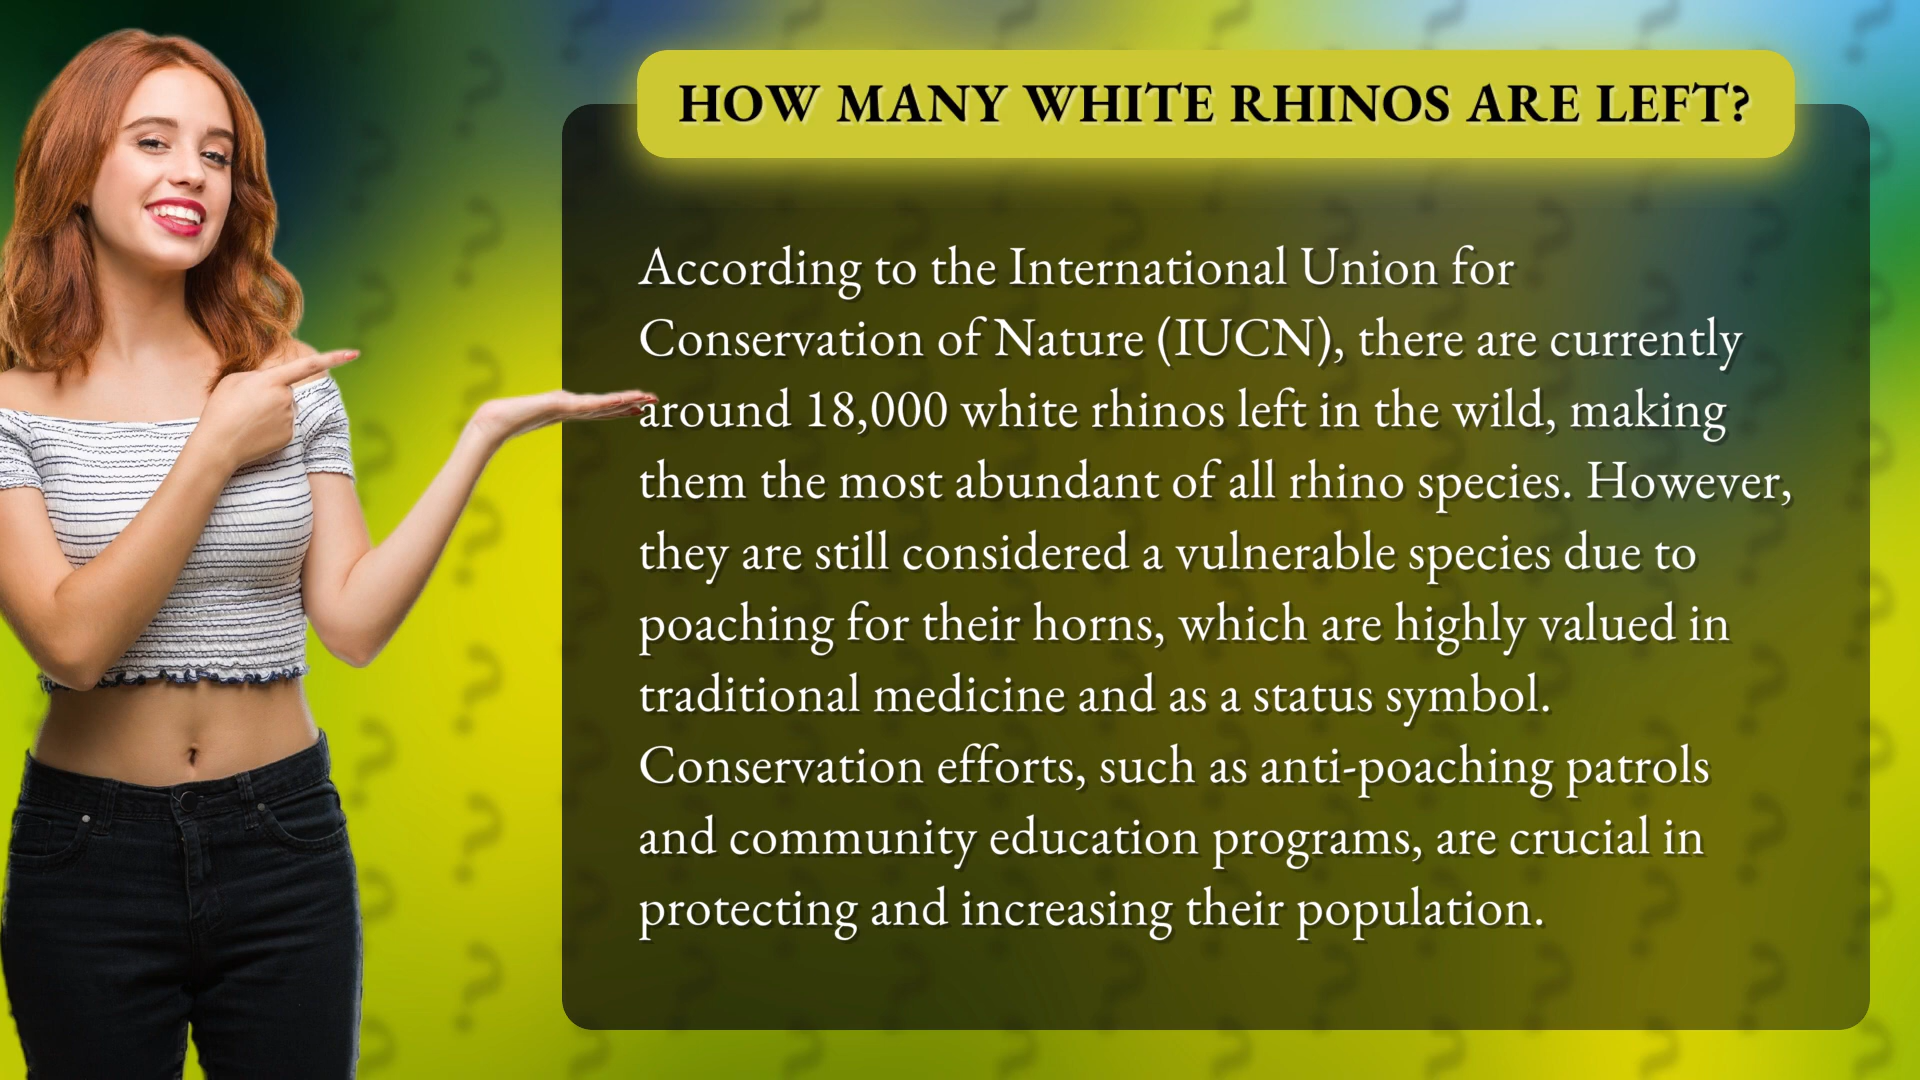 HOW MANY WHITE RHINOS ARE LEFT?
According to the International Union for
Conservation of Nature (IUCN), there are currently
around 18,000 white rhinos left in the wild, making
them the most abundant of all rhino species. However,
they are still considered a vulnerable species due to
poaching for their horns, which are highly valued in
traditional medicine and as a status symbol.
Conservation efforts, such as anti-poaching patrols
and community education programs, are crucial in
protecting and increasing their population.